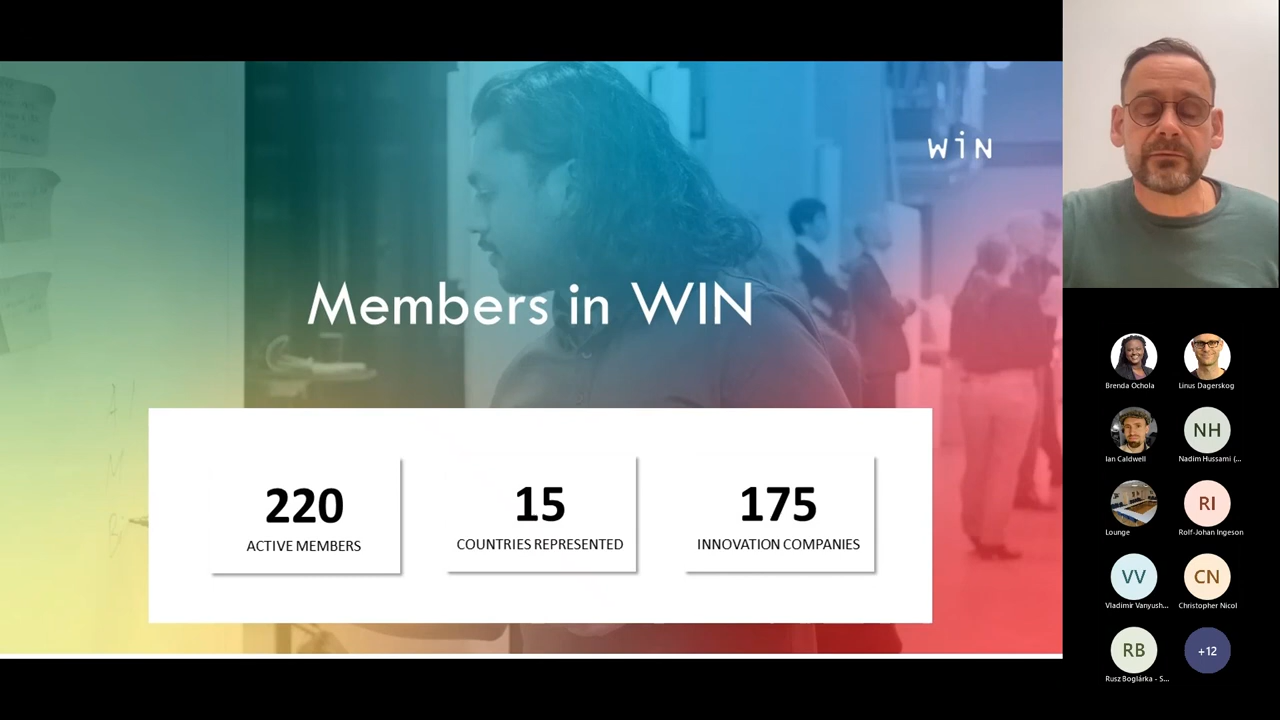 WiN
Members in WIN
220
ACTIVE MEMBERS
15
COUNTRIES REPRESENTED
175
INNOVATION COMPANIES
Brenda Ochola
Linus Dagerskog
Ian Caldwell
NH
Nadim Hussami (...
Lounge
RI
Rolf-Johan Ingeson
VV
Vladimir Vanyush...
CN
Christopher Nicol
RB
Rusz Boglárka - S...
+12